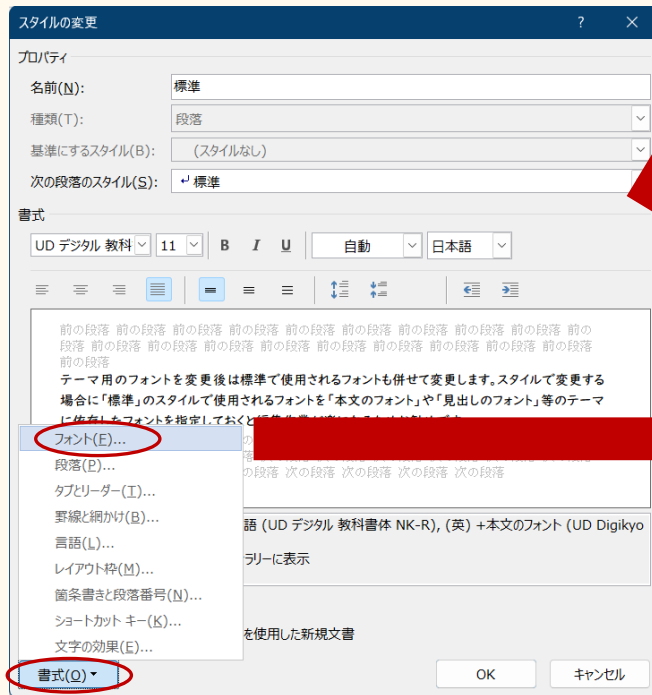 スタイルの変更 ? ×
プロパティ
名前(N): 標準
種類(T): 段落
基準にするスタイル(B): (スタイルなし)
次の段落のスタイル(S): ↵標準
書式
UD デジタル 教科 11 B I U 自動 日本語
前の段落 前の段落 前の段落 前の段落 前の段落 前の段落 前の段落 前の段落 前の段落 前の
段落 前の段落 前の段落 前の段落 前の段落 前の段落 前の段落 前の段落 前の段落 前の段落
前の段落
テーマ用のフォントを変更後は標準で使用されるフォントも併せて変更します。スタイルで変更する
場合に「標準」のスタイルで使用されるフォントを「本文のフォント」や「見出しのフォント」等のテーマ
に依存したフォントを指定しておくと
フォント(F)...
段落(P)...
の段落 次の段落 次の段落 次の段落 次の段落
タブとリーダー(T)...
罫線と網かけ(B)...
語 (UD デジタル 教科書体 NK-R), (英) +本文のフォント (UD Digikyo
言語(L)...
ラリーに表示
レイアウト枠(M)...
箇条書きと段落番号(N)...
ショートカット キー(K)...
を使用した新規文書
文字の効果(E)...
書式(O) OK キャンセル